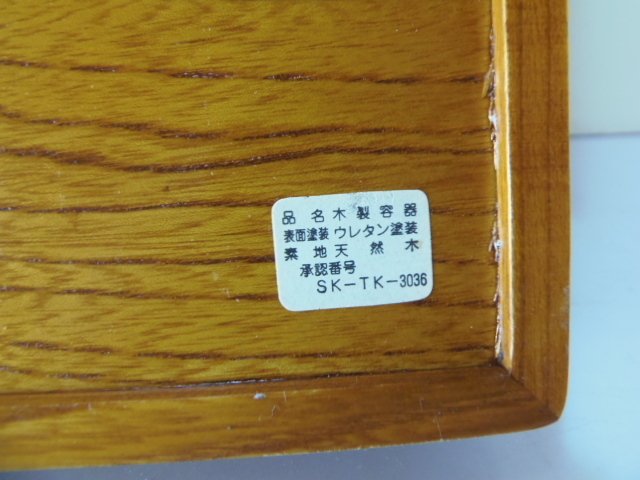 品名木製容器
表面塗装 ウレタン塗装
素地天然木
承認番号
SK-TK-3036